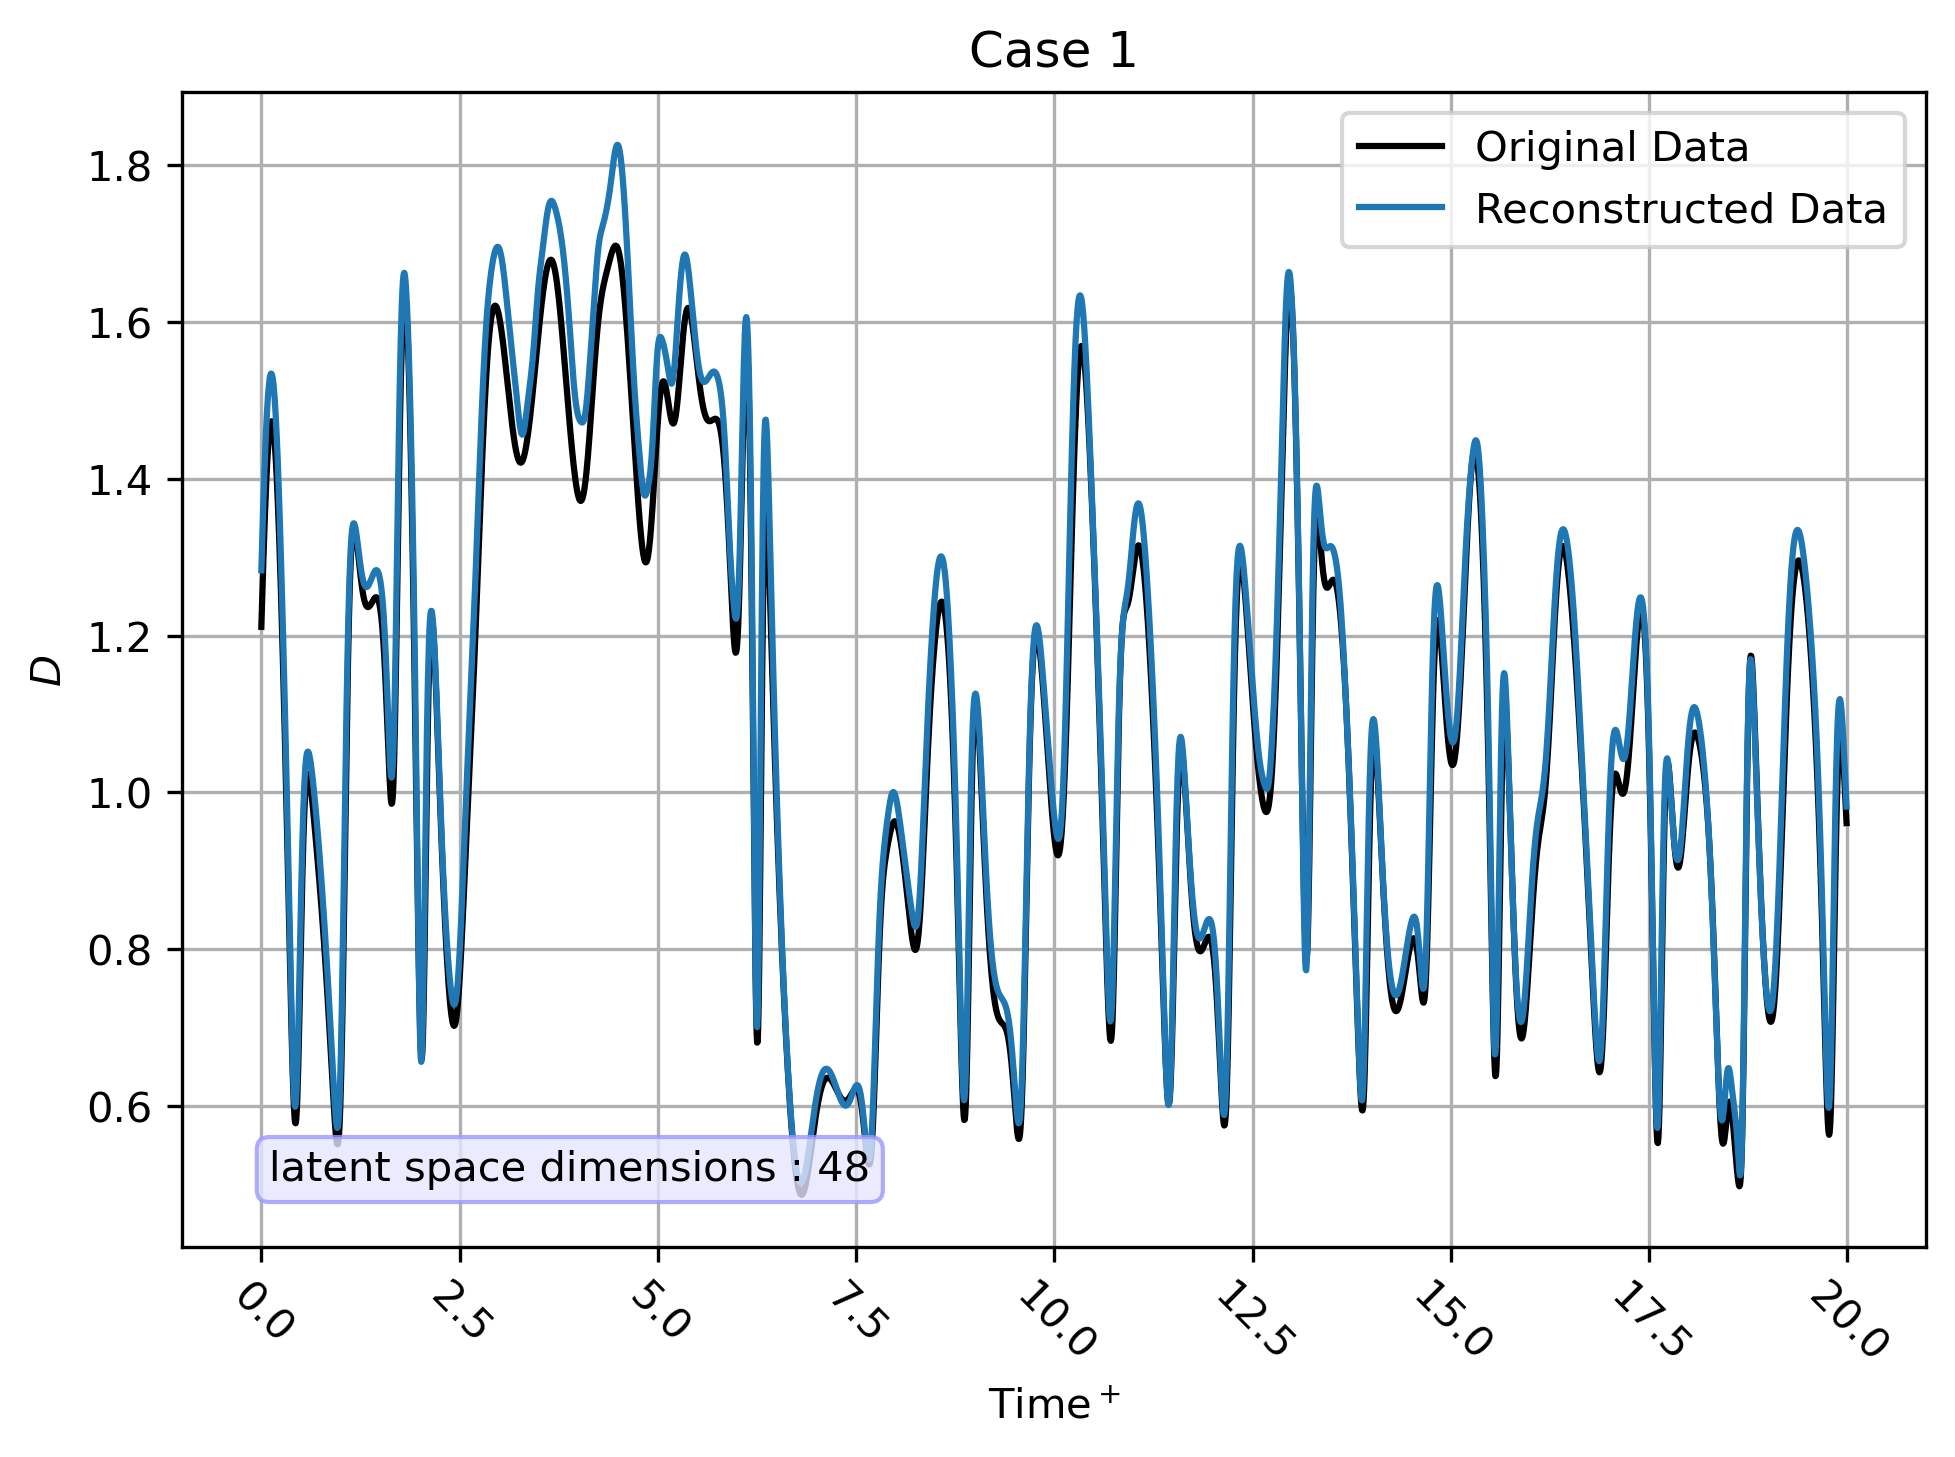 Case 1
Original Data
Reconstructed Data
1.8
1.6
1.4
1.2
1.0
0.8
0.6
D
latent space dimensions : 48
0.0 2.5 5.0 7.5 10.0 12.5 15.0 17.5 20.0
Time⁺